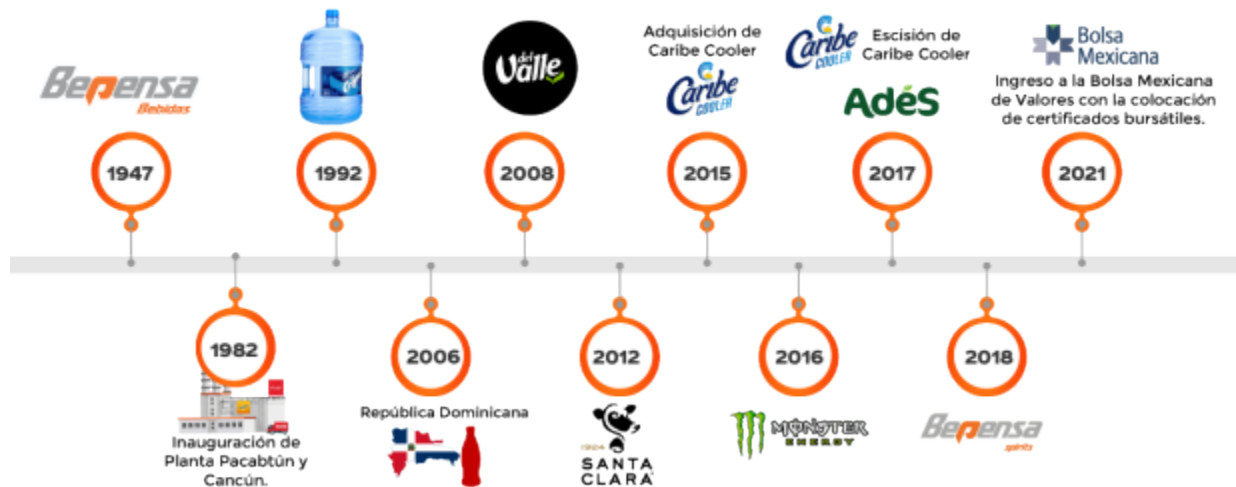 Bepensa
Bebidas
1947
1992
del
Valle
2008
Adquisición de
Caribe Cooler
Caribe
COOLER
2015
Caribe
COOLER
Escisión de
Caribe Cooler
AdéS
2017
Bolsa
Mexicana
Ingreso a la Bolsa Mexicana
de Valores con la colocación
de certificados bursátiles.
2021
1982
Inauguración de
Planta Pacabtún y
Cancún.
2006
República Dominicana
2012
1924
SANTA
CLARA
2016
MONSTER
ENERGY
2018
Bepensa
spirits